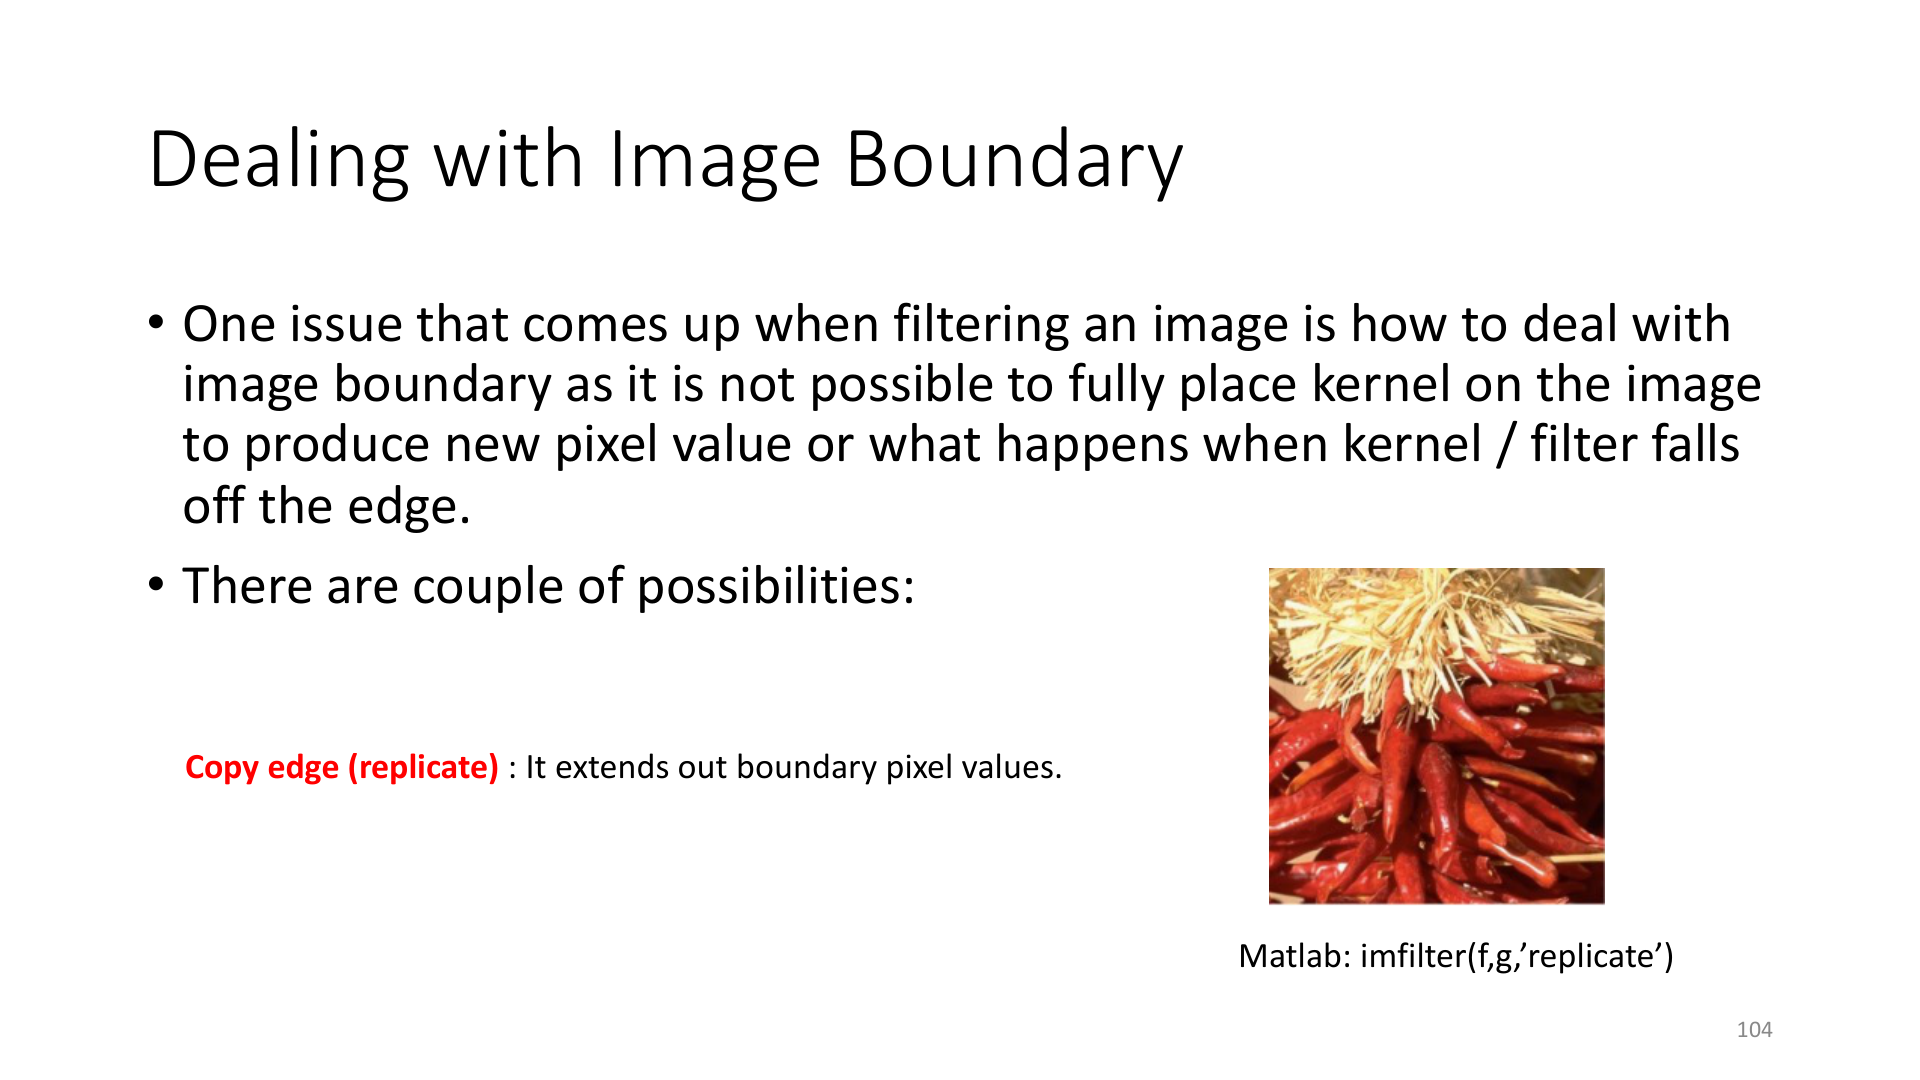 Dealing with Image Boundary
• One issue that comes up when filtering an image is how to deal with
image boundary as it is not possible to fully place kernel on the image
to produce new pixel value or what happens when kernel / filter falls
off the edge.
• There are couple of possibilities:
Copy edge (replicate) : It extends out boundary pixel values.
Matlab: imfilter(f,g,’replicate’)
104